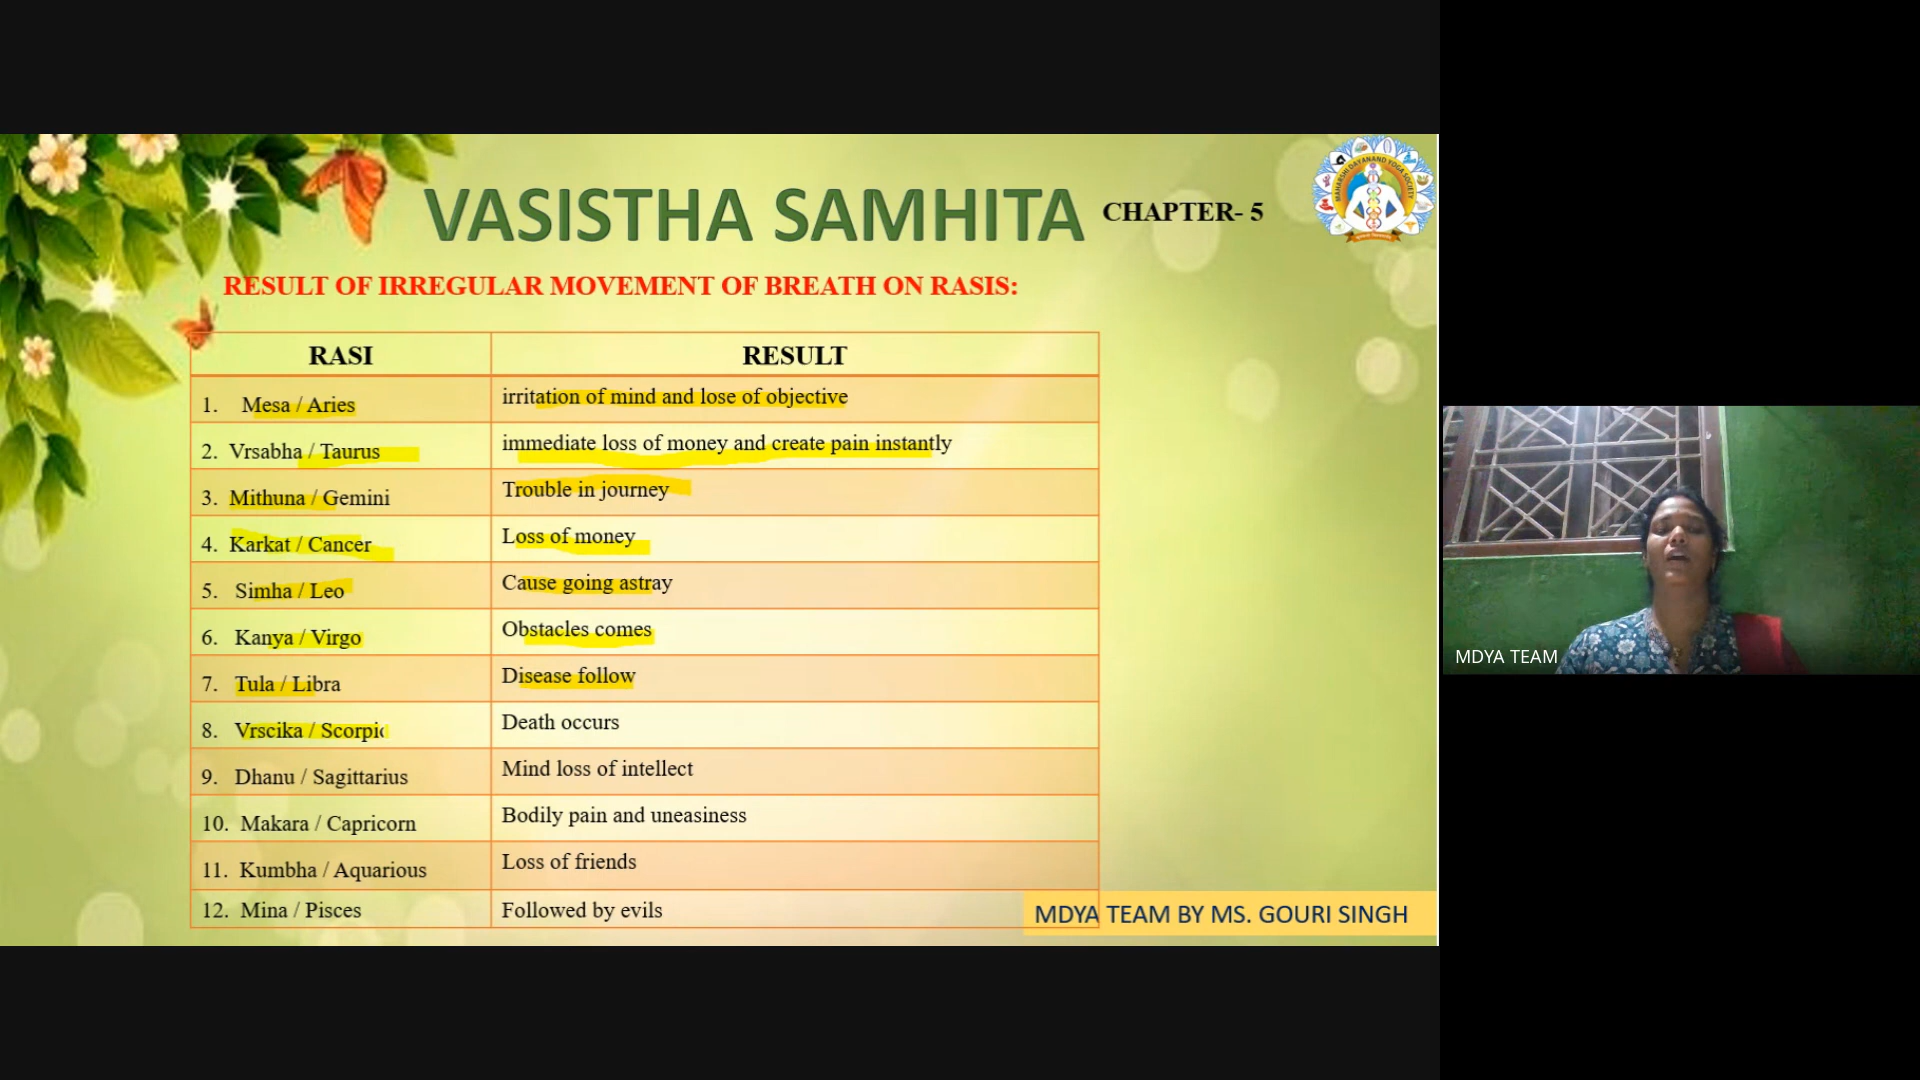 VASISTHA SAMHITA CHAPTER- 5
MAHARSHI DAYANAND YOGA SOCIETY
RESULT OF IRREGULAR MOVEMENT OF BREATH ON RASIS:
RASI RESULT
1. Mesa / Aries irritation of mind and lose of objective
2. Vrsabha / Taurus immediate loss of money and create pain instantly
3. Mithuna / Gemini Trouble in journey
4. Karkat / Cancer Loss of money
5. Simha / Leo Cause going astray
6. Kanya / Virgo Obstacles comes
7. Tula / Libra Disease follow
8. Vrscika / Scorpio Death occurs
9. Dhanu / Sagittarius Mind loss of intellect
10. Makara / Capricorn Bodily pain and uneasiness
11. Kumbha / Aquarious Loss of friends
12. Mina / Pisces Followed by evils
MDYA TEAM BY MS. GOURI SINGH
MDYA TEAM